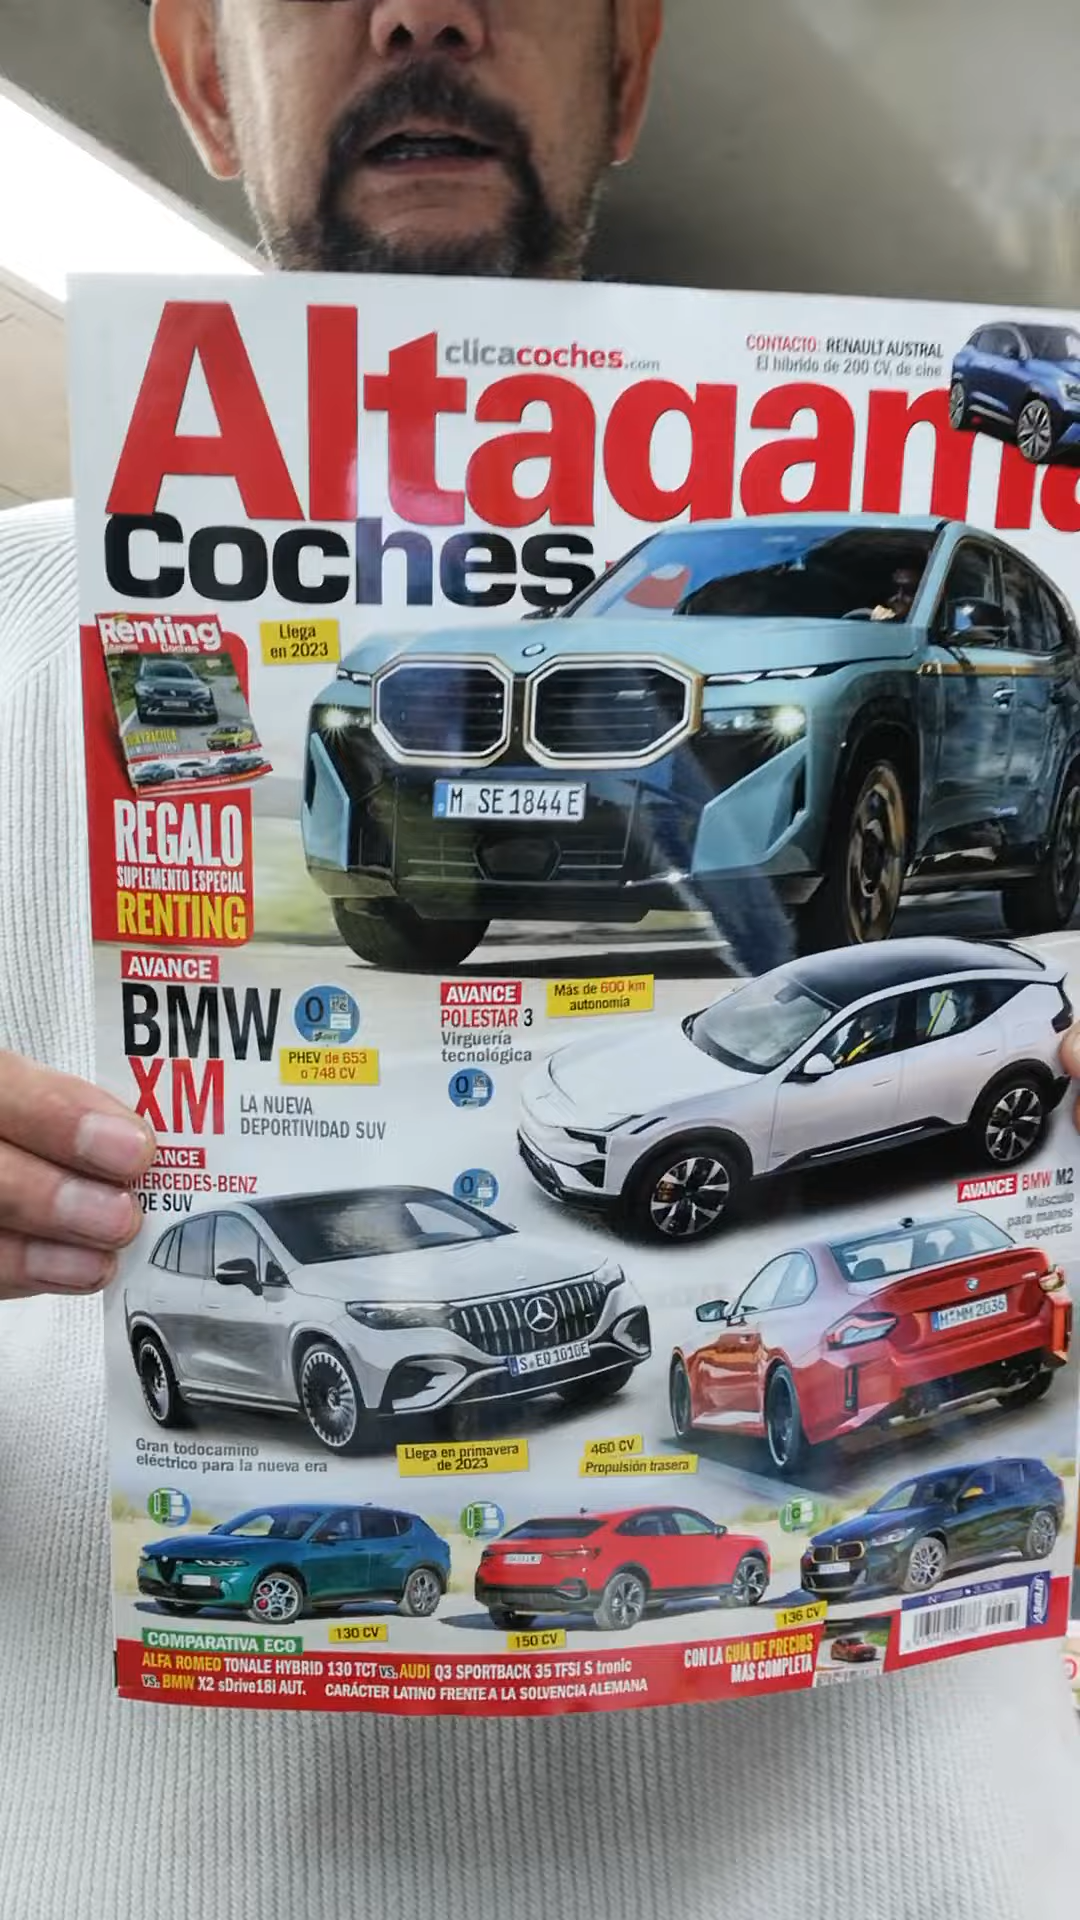 clicacoches.com
CONTACTO: RENAULT AUSTRAL
El híbrido de 200 CV, de cine
Altagama
Coches
Renting
Llega
en 2023
M SE 1844 E
REGALO
SUPLEMENTO ESPECIAL
RENTING
AVANCE
BMW
XM
0
PHEV de 653
o 748 CV
LA NUEVA
DEPORTIVIDAD SUV
AVANCE
POLESTAR 3
Virguería
tecnológica
0
Más de 600 km
autonomía
ANCE
MERCEDES-BENZ
QE SUV
0
S EQ 1010E
Gran todocamino
eléctrico para la nueva era
Llega en primavera
de 2023
AVANCE BMW M2
Músculo
para manos
expertas
M MM 2036
460 CV
Propulsión trasera
COMPARATIVA ECO
130 CV
150 CV
136 CV
ALFA ROMEO TONALE HYBRID 130 TCT vs. AUDI Q3 SPORTBACK 35 TFSI S tronic
vs. BMW X2 sDrive18i AUT. CARÁCTER LATINO FRENTE A LA SOLVENCIA ALEMANA
CON LA GUÍA DE PRECIOS
MÁS COMPLETA